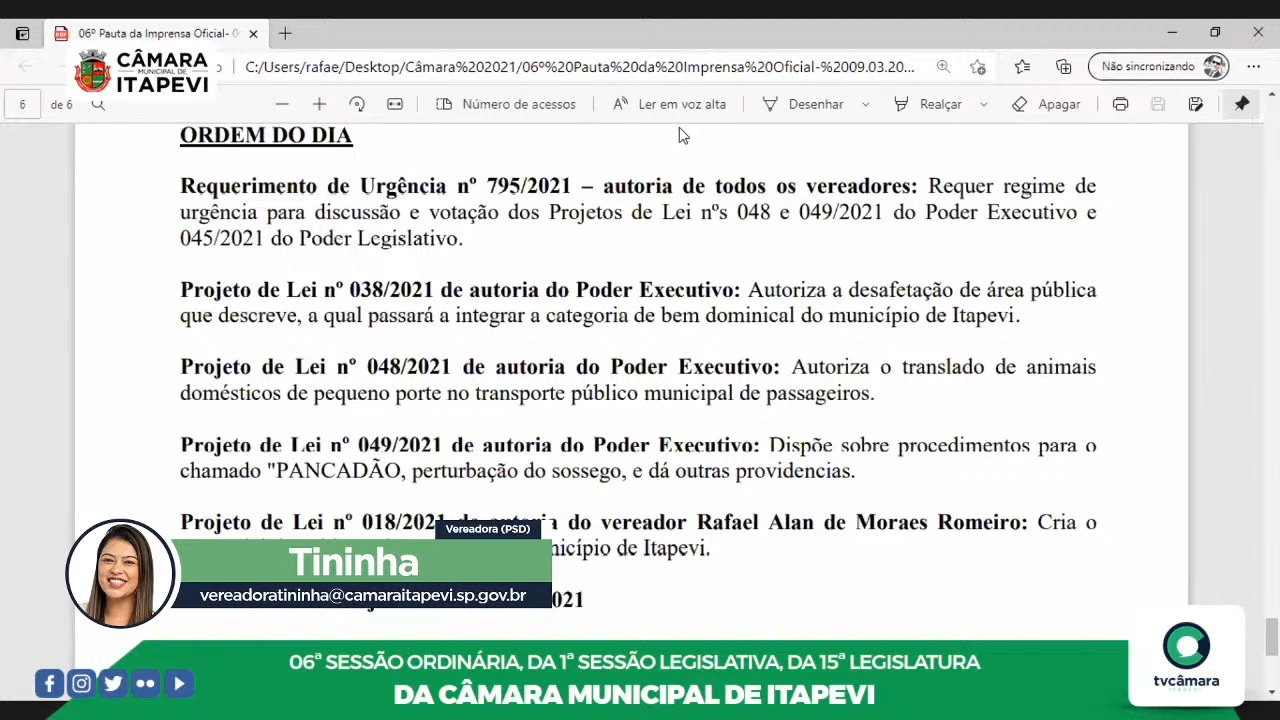 06º Pauta da Imprensa Oficial- 0
CÂMARA
MUNICIPAL DE
ITAPEVI
C:/Users/rafae/Desktop/Câmara%202021/06º%20Pauta%20da%20Imprensa%20Oficial-%2009.03.20...
Não sincronizando
6 de 6
Número de acessos
Ler em voz alta
Desenhar
Realçar
Apagar
ORDEM DO DIA
Requerimento de Urgência nº 795/2021 – autoria de todos os vereadores: Requer regime de
urgência para discussão e votação dos Projetos de Lei nºs 048 e 049/2021 do Poder Executivo e
045/2021 do Poder Legislativo.
Projeto de Lei nº 038/2021 de autoria do Poder Executivo: Autoriza a desafetação de área pública
que descreve, a qual passará a integrar a categoria de bem dominical do município de Itapevi.
Projeto de Lei nº 048/2021 de autoria do Poder Executivo: Autoriza o translado de animais
domésticos de pequeno porte no transporte público municipal de passageiros.
Projeto de Lei nº 049/2021 de autoria do Poder Executivo: Dispõe sobre procedimentos para o
chamado "PANCADÃO, perturbação do sossego, e dá outras providencias.
Projeto de Lei nº 018/2021 do vereador Rafael Alan de Moraes Romeiro: Cria o
de Itapevi.
Vereadora (PSD)
Tininha
vereadoratininha@camaraitapevi.sp.gov.br
021
06ª SESSÃO ORDINÁRIA, DA 1ª SESSÃO LEGISLATIVA, DA 15ª LEGISLATURA
DA CÂMARA MUNICIPAL DE ITAPEVI
tvcâmara
ITAPEVI